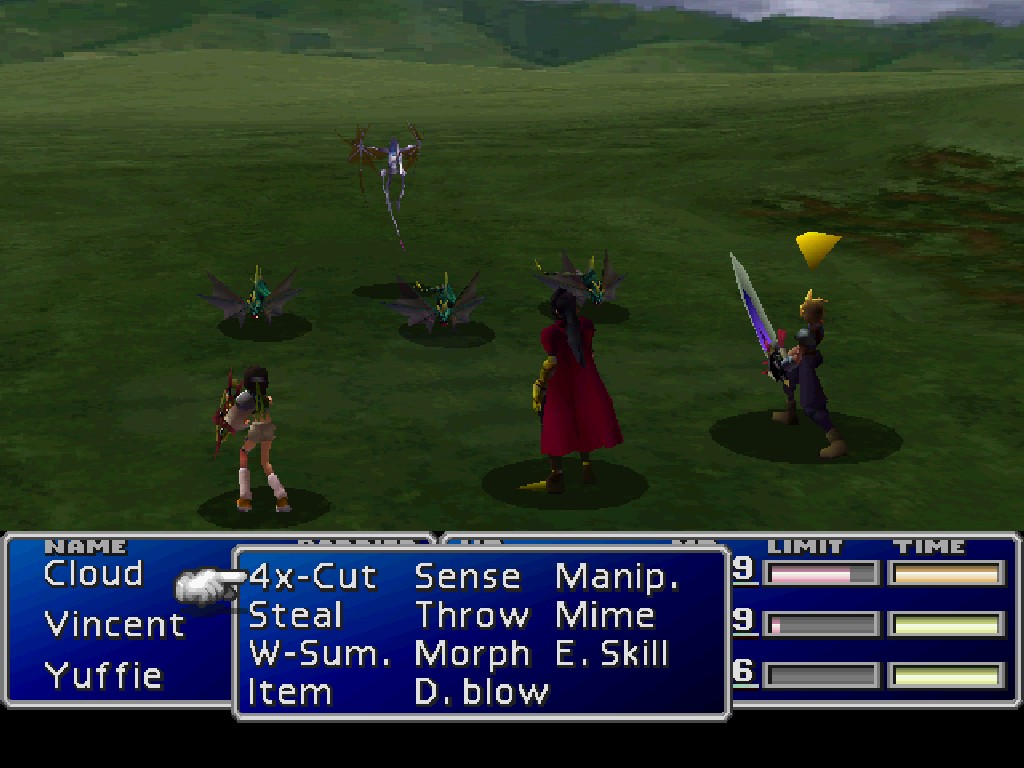 NAME LIMIT TIME
Cloud 4x-Cut Sense Manip. 9
Steal Throw Mime
Vincent 9
W-Sum. Morph E. Skill
Yuffie 6
Item D. blow